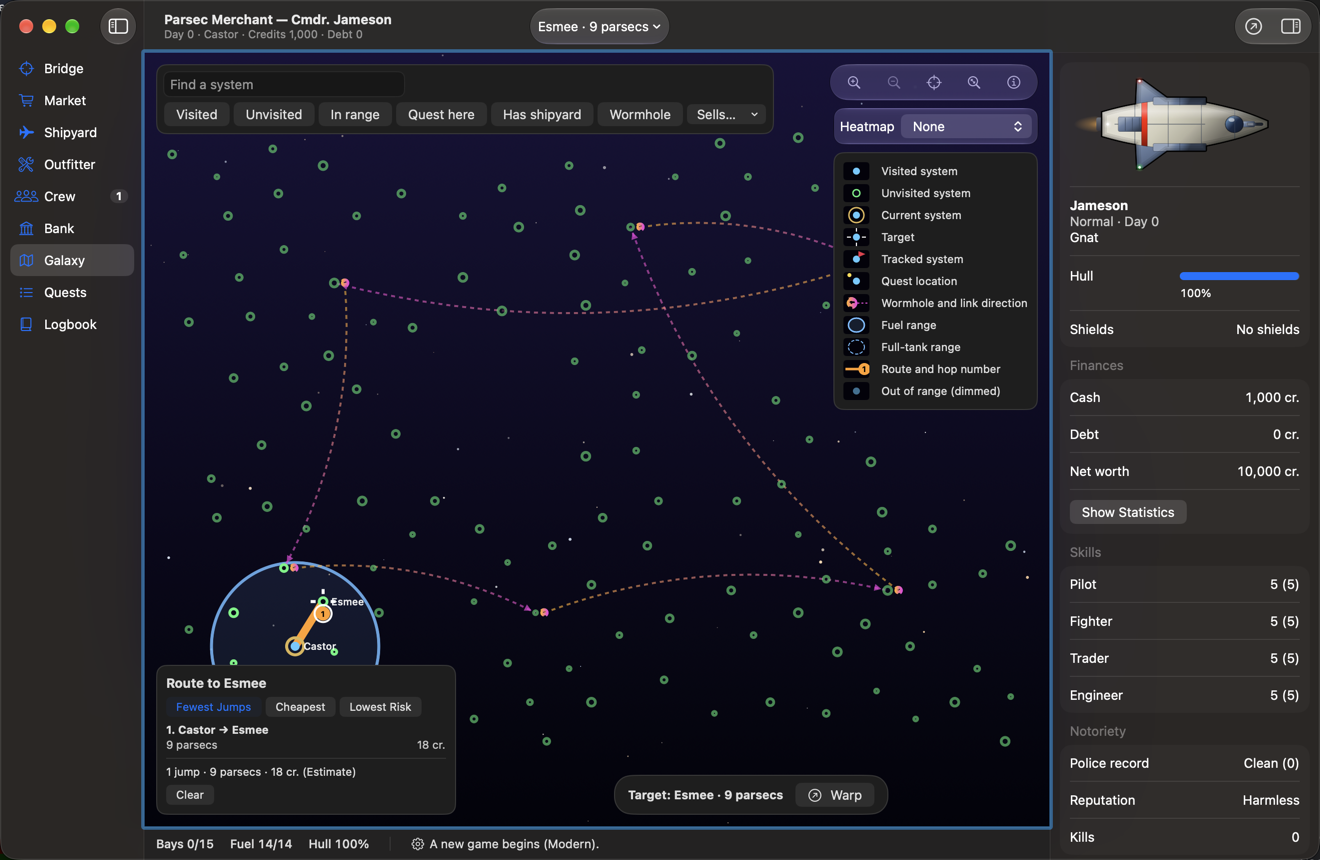 Parsec Merchant — Cmdr. Jameson
Day 0 · Castor · Credits 1,000 · Debt 0
Esmee · 9 parsecs
Bridge
Market
Shipyard
Outfitter
Crew 1
Bank
Galaxy
Quests
Logbook
Find a system
Visited Unvisited In range Quest here Has shipyard Wormhole Sells...
Heatmap None
Visited system
Unvisited system
Current system
Target
Tracked system
Quest location
Wormhole and link direction
Fuel range
Full-tank range
1 Route and hop number
Out of range (dimmed)
Esmee
1
Castor
Route to Esmee
Fewest Jumps Cheapest Lowest Risk
1. Castor → Esmee
9 parsecs 18 cr.
1 jump · 9 parsecs · 18 cr. (Estimate)
Clear
Target: Esmee · 9 parsecs Warp
Bays 0/15 Fuel 14/14 Hull 100% A new game begins (Modern).
Jameson
Normal · Day 0
Gnat
Hull
100%
Shields No shields
Finances
Cash 1,000 cr.
Debt 0 cr.
Net worth 10,000 cr.
Show Statistics
Skills
Pilot 5 (5)
Fighter 5 (5)
Trader 5 (5)
Engineer 5 (5)
Notoriety
Police record Clean (0)
Reputation Harmless
Kills 0